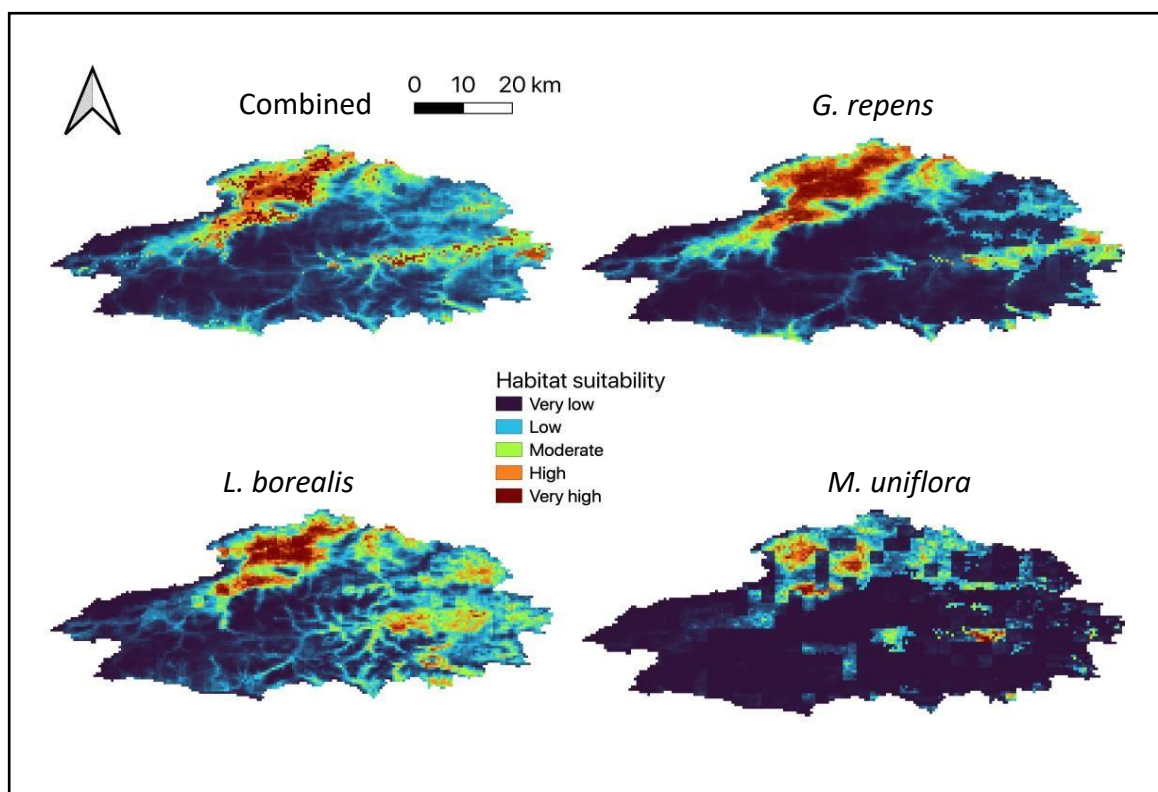 0 10 20 km
Combined
G. repens
Habitat suitability
Very low
Low
Moderate
High
Very high
L. borealis
M. uniflora